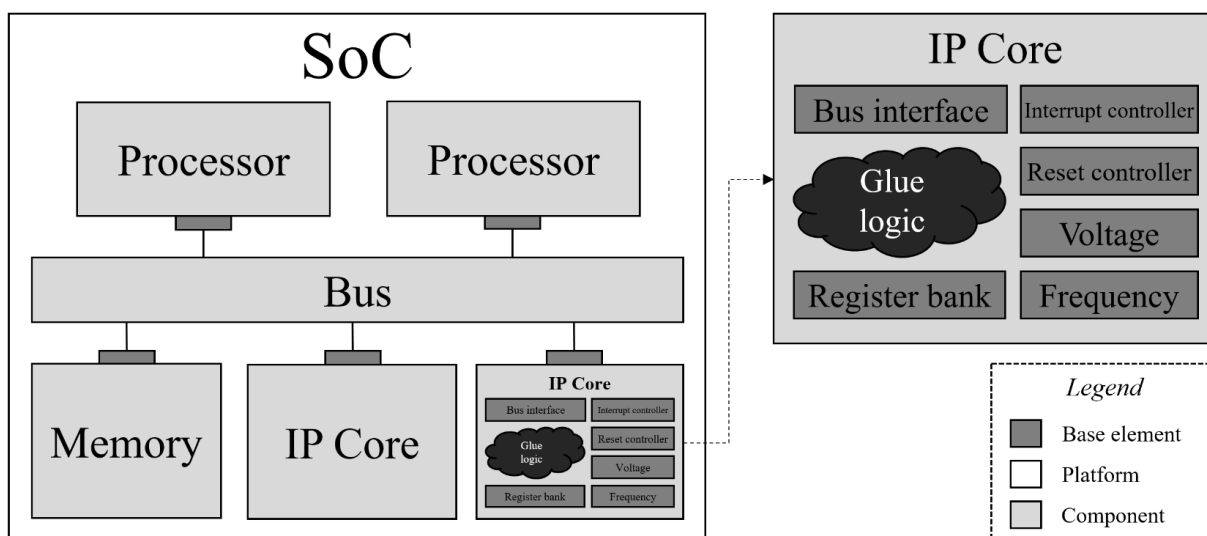 SoC
Processor
Processor
Bus
Memory
IP Core
IP Core
Bus interface
Interrupt controller
Glue
logic
Reset controller
Voltage
Register bank
Frequency
IP Core
Bus interface
Interrupt controller
Glue
logic
Reset controller
Voltage
Register bank
Frequency
Legend
Base element
Platform
Component